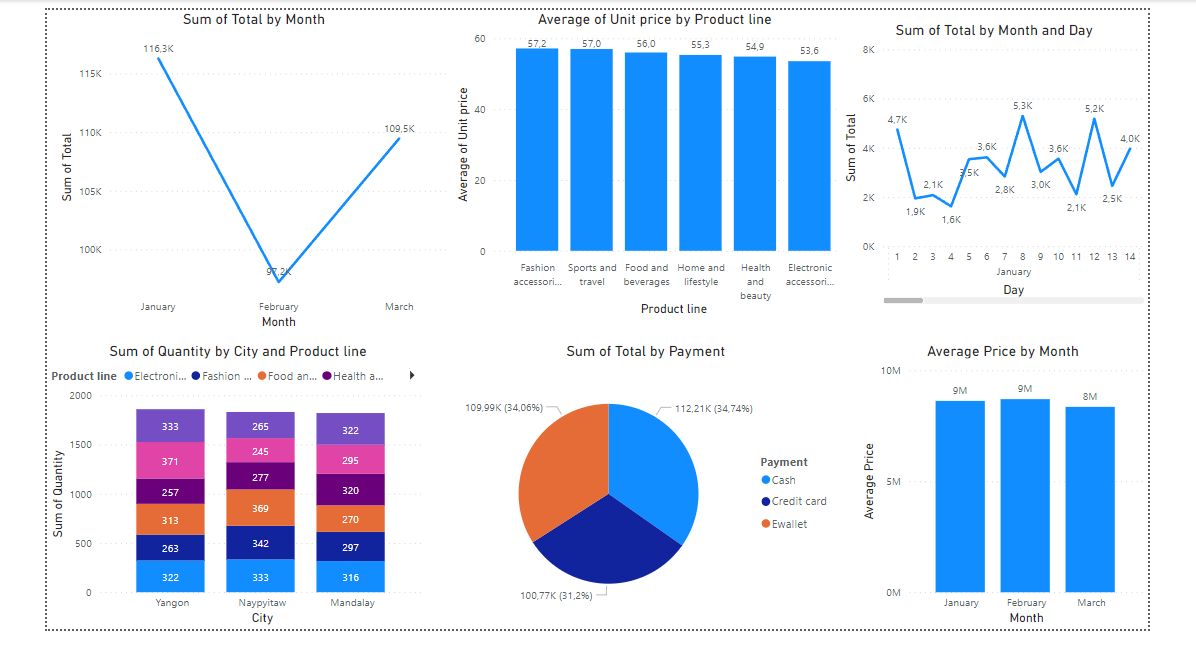 Sum of Total by Month
116,3K
115K
110K
105K
100K
109,5K
97,2K
Sum of Total
January February March
Month
Average of Unit price by Product line
60
40
20
0
57,2 57,0 56,0 55,3 54,9 53,6
Average of Unit price
Fashion accessori...
Sports and travel
Food and beverages
Home and lifestyle
Health and beauty
Electronic accessori...
Product line
Sum of Total by Month and Day
8K
6K
4K
2K
0K
Sum of Total
4,7K 1,9K 2,1K 1,6K 3,5K 3,6K 2,8K 5,3K 3,0K 3,6K 2,1K 5,2K 2,5K 4,0K
1 2 3 4 5 6 7 8 9 10 11 12 13 14
January
Day
Sum of Quantity by City and Product line
Product line Electroni... Fashion ... Food an... Health a...
2000
1500
1000
500
0
Sum of Quantity
333 265 322
371 245 295
257 277 320
313 369 270
263 342 297
322 333 316
Yangon Naypyitaw Mandalay
City
Sum of Total by Payment
109,99K (34,06%)
112,21K (34,74%)
100,77K (31,2%)
Payment
Cash
Credit card
Ewallet
Average Price by Month
10M
5M
0M
Average Price
9M 9M 8M
January February March
Month